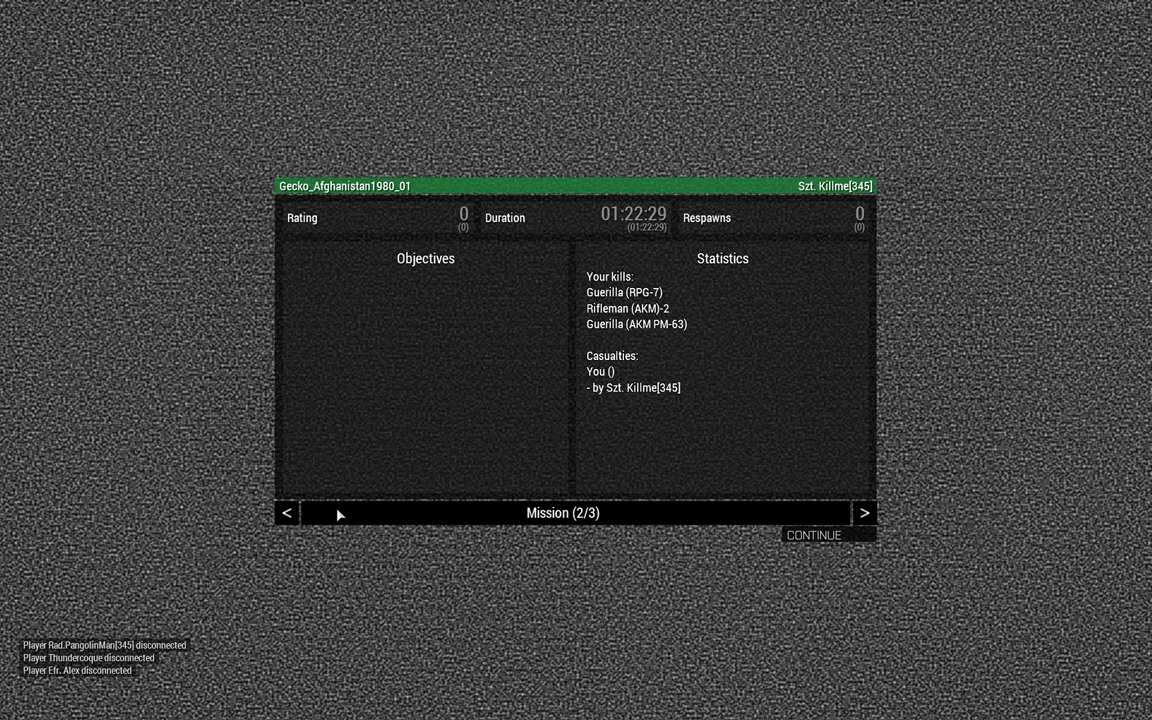 Gecko_Afghanistan1980_01 Szt. Killme[345]
Rating 0 Duration 01:22:29 Respawns 0
(0) (01:22:29) (0)
Objectives
Statistics
Your kills:
Guerilla (RPG-7)
Rifleman (AKM)-2
Guerilla (AKM PM-63)
Casualties:
You ()
- by Szt. Killme[345]
< Mission (2/3) >
CONTINUE
Player Rad.PangolinMan[345] disconnected
Player Thundercoque disconnected
Player Efr. Alex disconnected